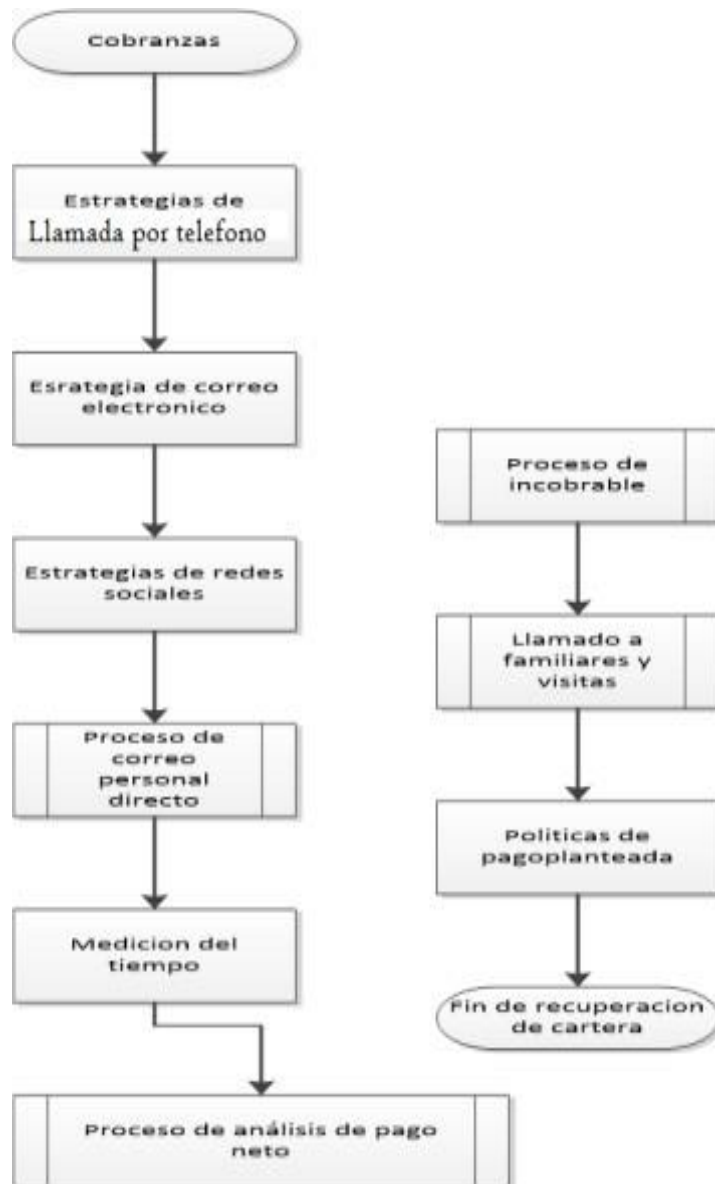 Cobranzas
Estrategias de
Llamada por telefono
Esrategia de correo
electronico
Estrategias de redes
sociales
Proceso de
correo
personal
directo
Medicion del
tiempo
Proceso de análisis de pago
neto
Proceso de
incobrable
Llamado a
familiares y
visitas
Politicas de
pagoplanteada
Fin de recuperacion
de cartera